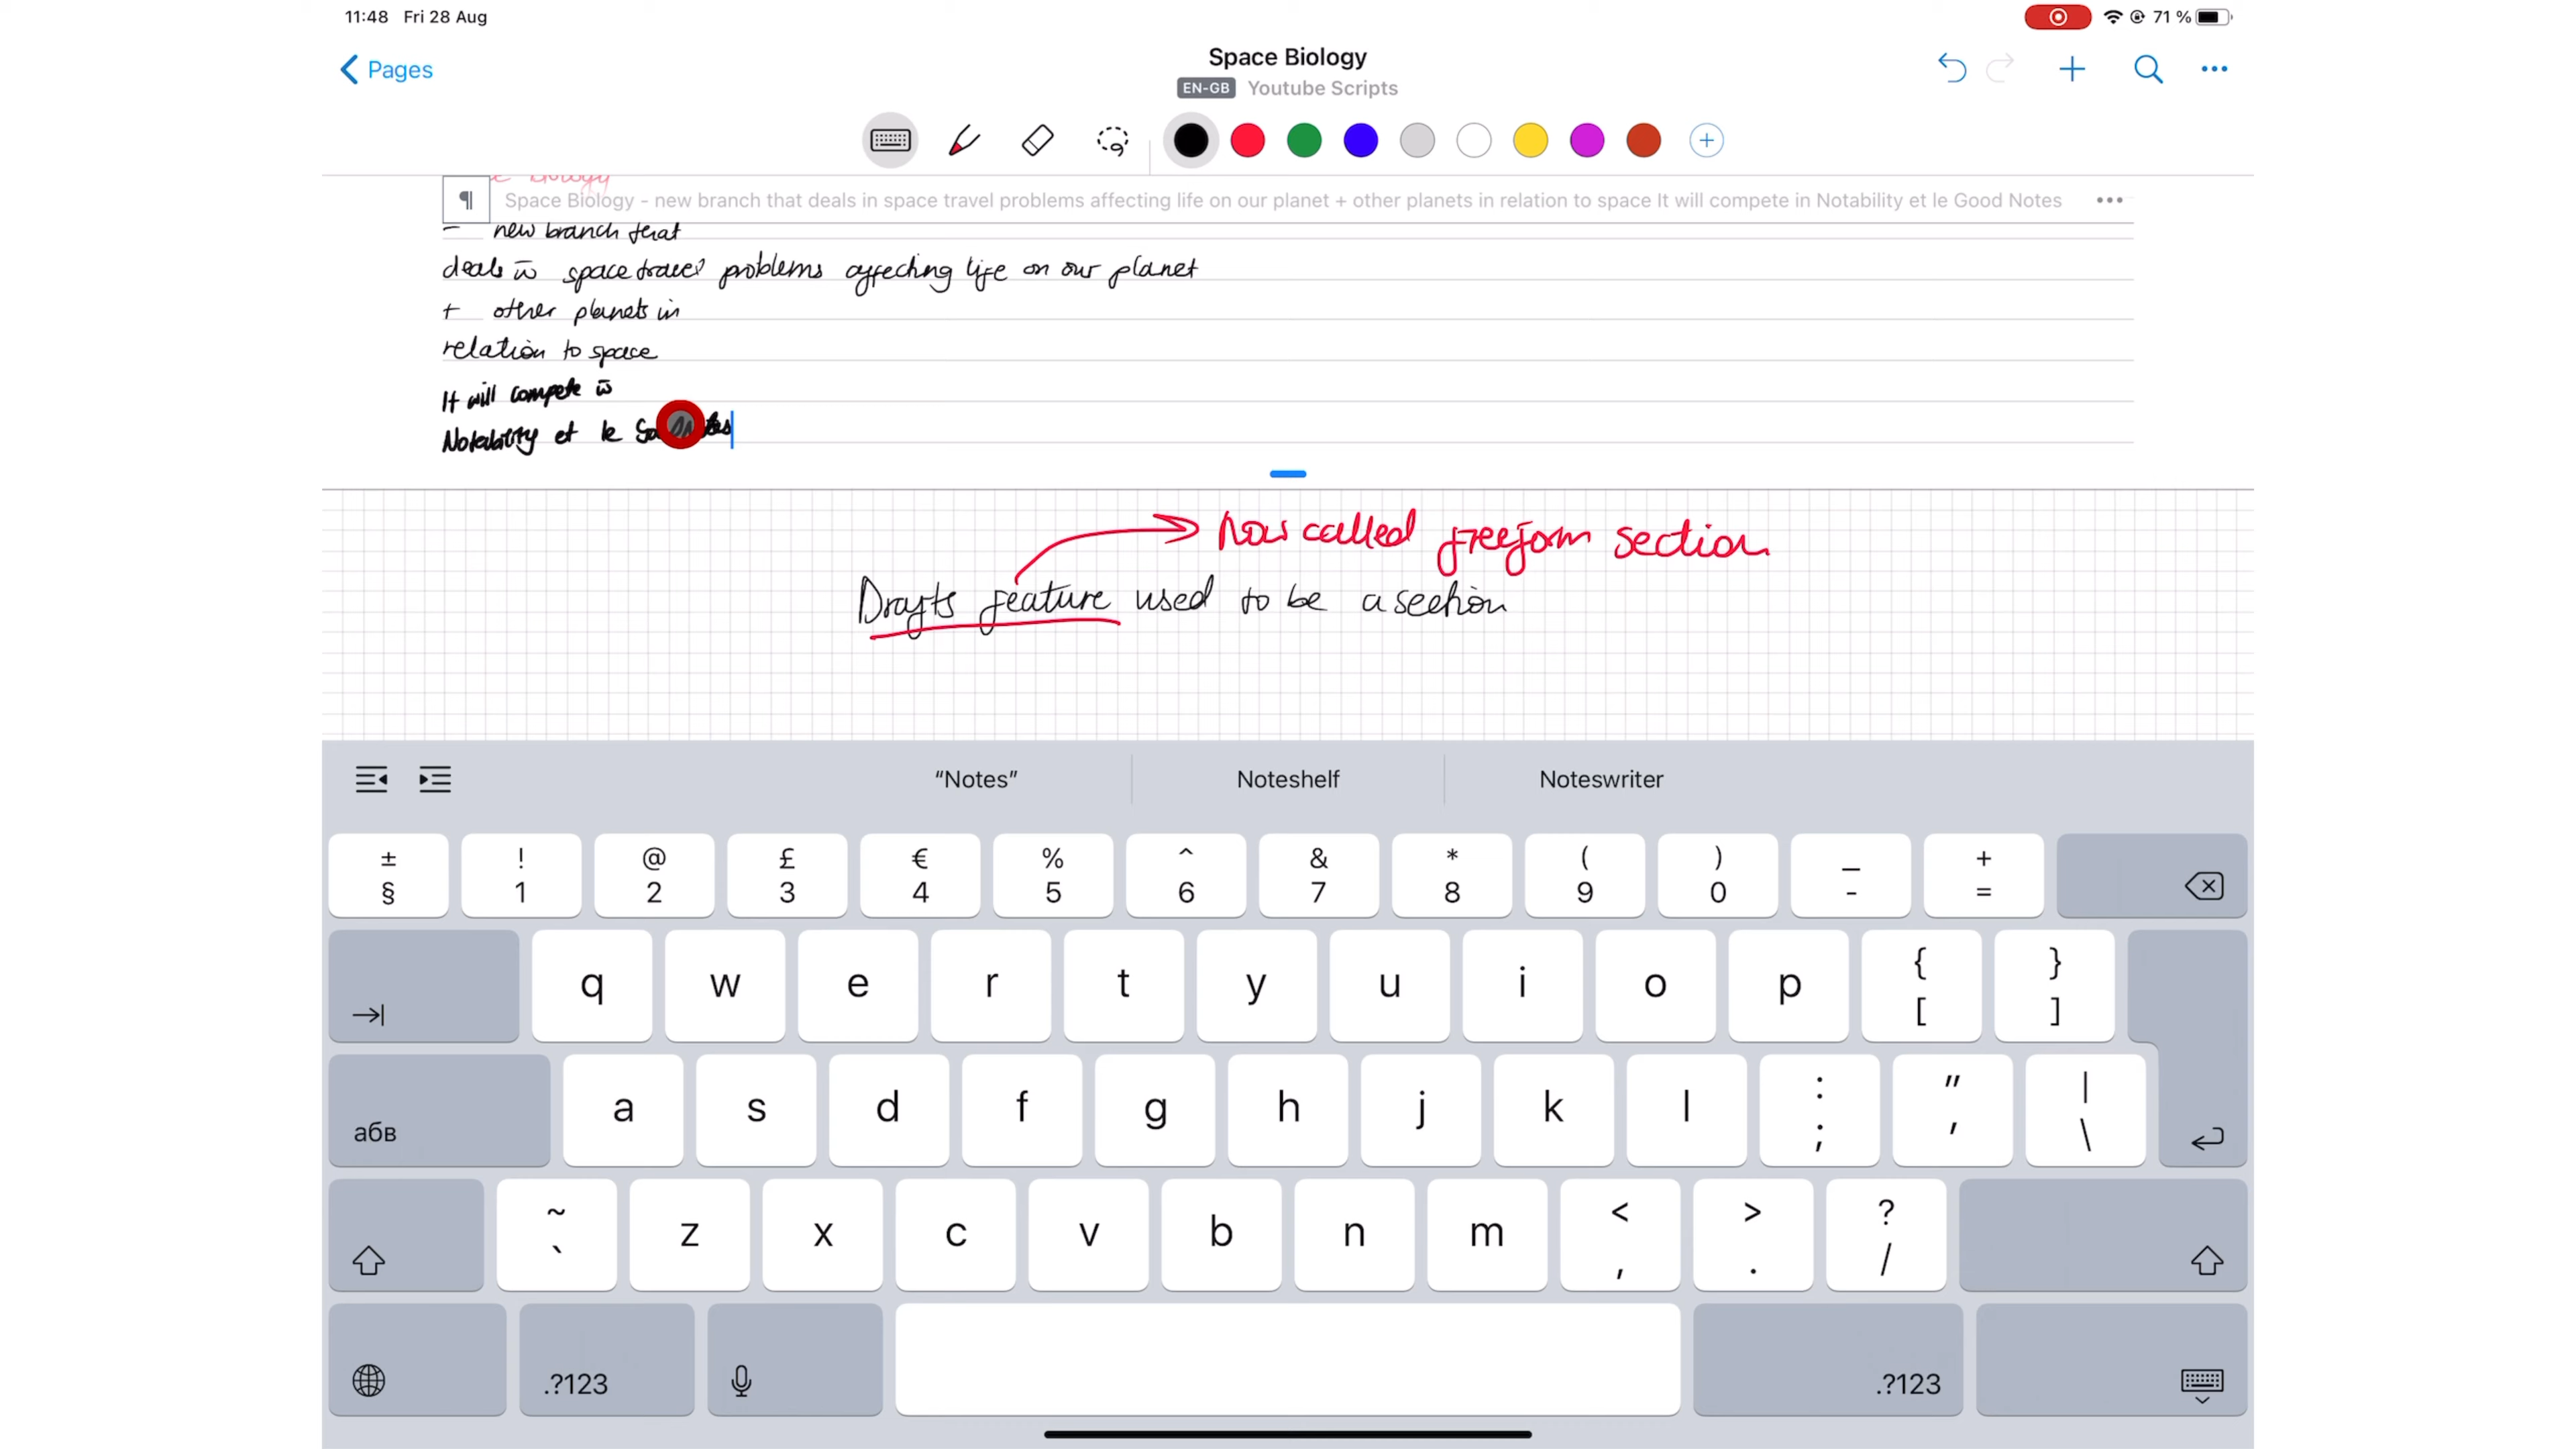 11:48 Fri 28 Aug
71 %
Pages
Space Biology
EN-GB Youtube Scripts
Biology
¶ Space Biology - new branch that deals in space travel problems affecting life on our planet + other planets in relation to space It will compete in Notability et le Good Notes
– new branch that
deals w̄ space travel problems affecting life on our planet
+ other planets in
relation to space
It will compete w̄
Notability et le
Now called freeform section
Drafts feature used to be a section
“Notes” Noteshelf Noteswriter
± ! @ £ € % ^ & * ( ) _ +
§ 1 2 3 4 5 6 7 8 9 0 - =
q w e r t y u i o p { }
[ ]
a s d f g h j k l : " |
абв ; ' \
~ z x c v b n m < > ?
` , . /
.?123 .?123